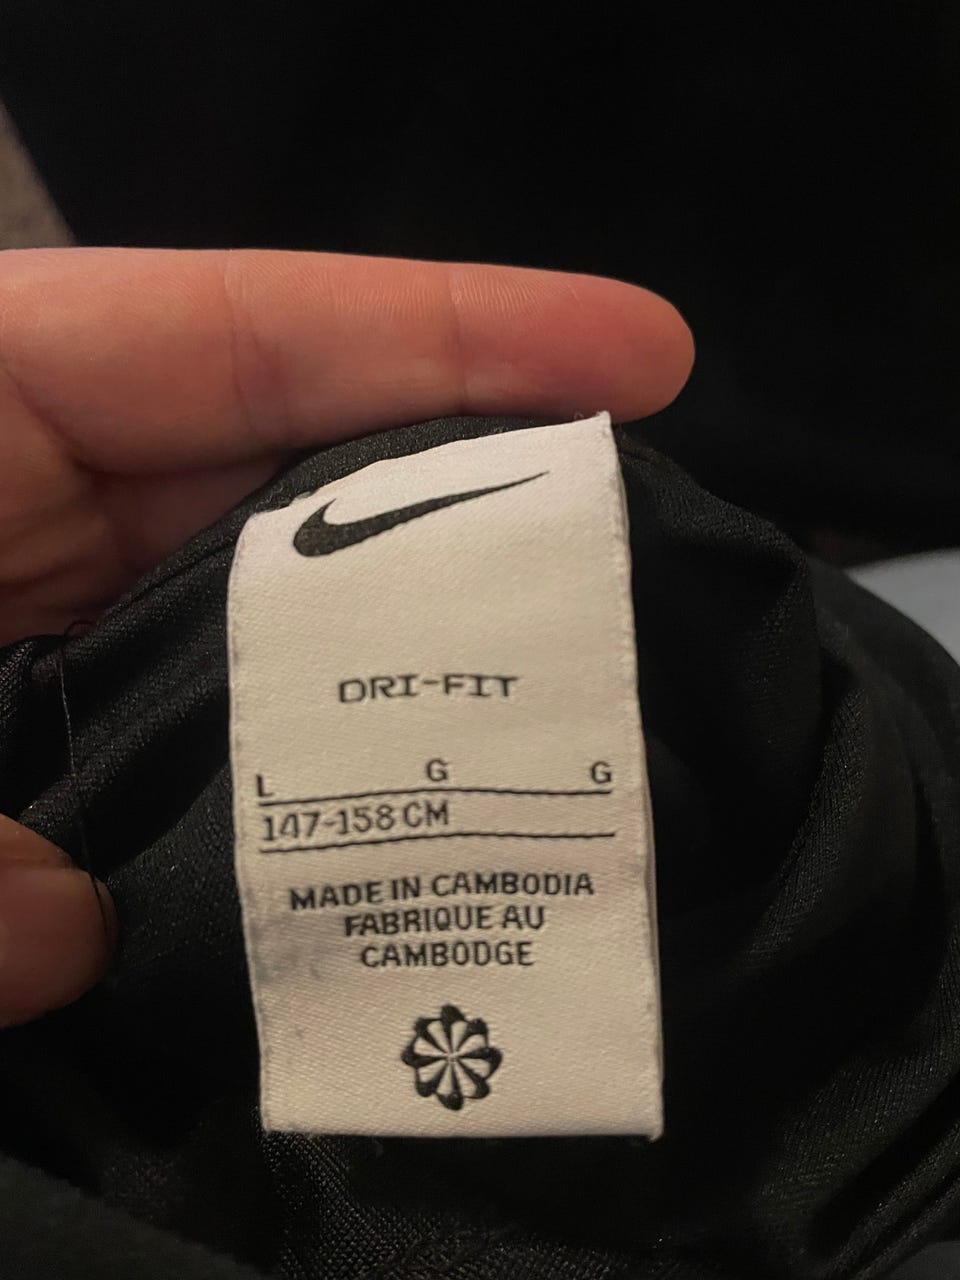 DRI-FIT
L G G
147-158 CM
MADE IN CAMBODIA
FABRIQUE AU
CAMBODGE